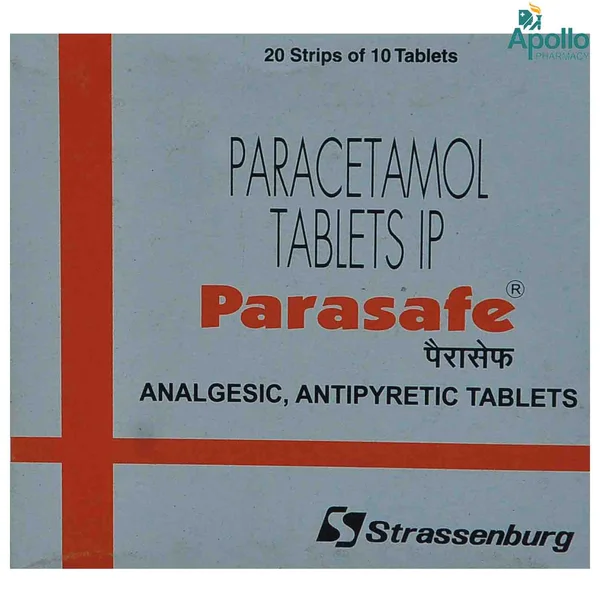 Apollo
PHARMACY
20 Strips of 10 Tablets
PARACETAMOL
TABLETS IP
Parasafe®
पैरासेफ
ANALGESIC, ANTIPYRETIC TABLETS
Strassenburg